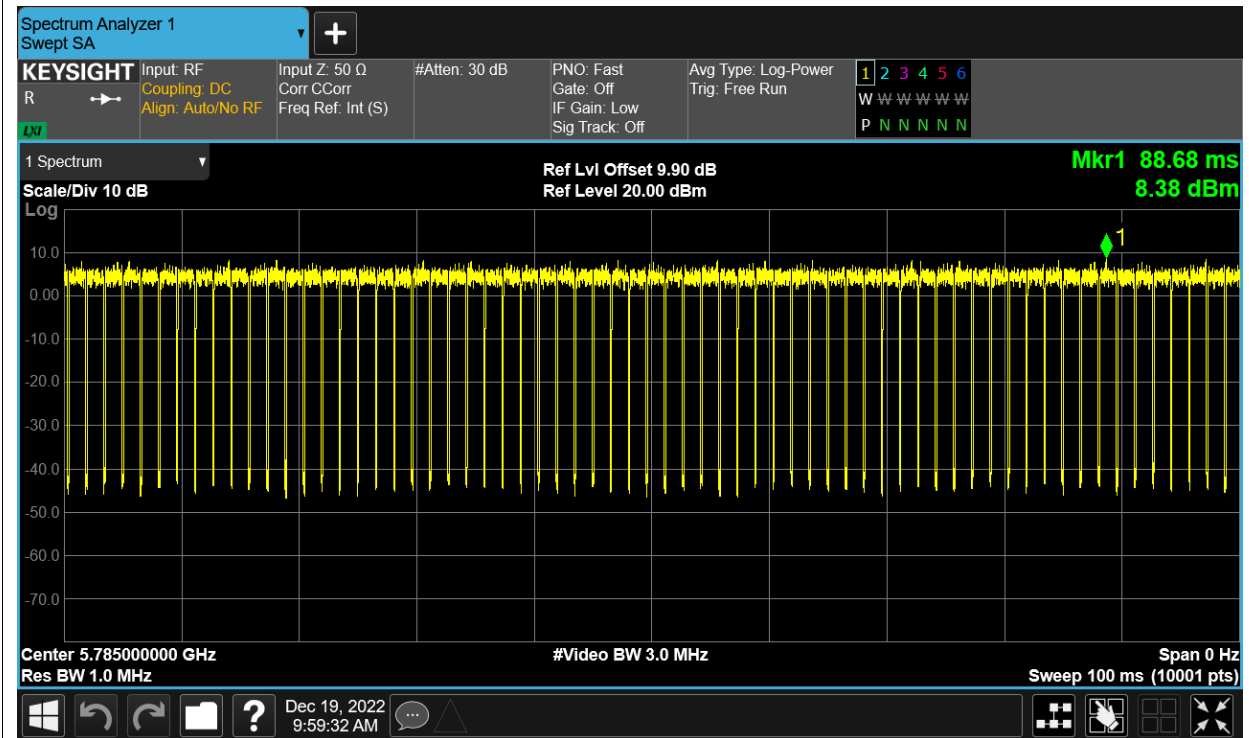 Spectrum Analyzer 1
Swept SA
KEYSIGHT
R
LXI
Input: RF
Coupling: DC
Align: Auto/No RF
Input Z: 50 Ω
Corr CCorr
Freq Ref: Int (S)
#Atten: 30 dB
PNO: Fast
Gate: Off
IF Gain: Low
Sig Track: Off
Avg Type: Log-Power
Trig: Free Run
1 2 3 4 5 6
W W W W W W
P N N N N N
1 Spectrum
Scale/Div 10 dB
Ref Lvl Offset 9.90 dB
Ref Level 20.00 dBm
Mkr1 88.68 ms
8.38 dBm
Log
1
10.0
0.00
-10.0
-20.0
-30.0
-40.0
-50.0
-60.0
-70.0
Center 5.785000000 GHz
Res BW 1.0 MHz
#Video BW 3.0 MHz
Span 0 Hz
Sweep 100 ms (10001 pts)
?
Dec 19, 2022
9:59:32 AM